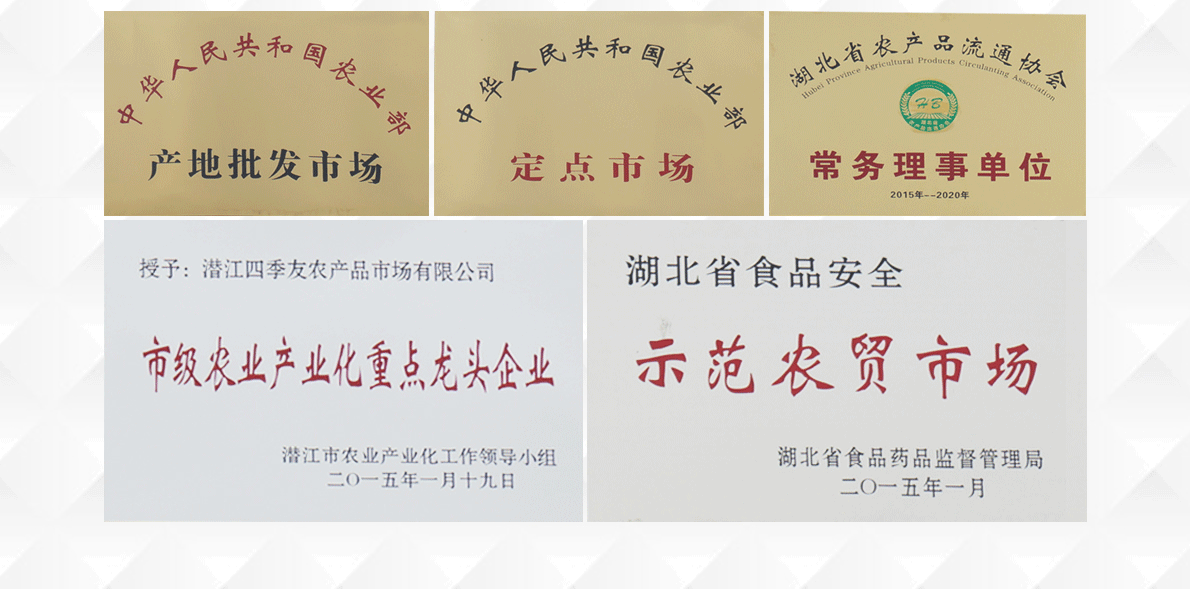 中华人民共和国农业部
产地批发市场
中华人民共和国农业部
定点市场
湖北省农产品流通协会
Hubei Province Agricultural Products Circulanting Association
HB
常务理事单位
2015年--2020年
授予：潜江四季友农产品市场有限公司
市级农业产业化重点龙头企业
潜江市农业产业化工作领导小组
二〇一五年一月十九日
湖北省食品安全
示范农贸市场
湖北省食品药品监督管理局
二〇一五年一月